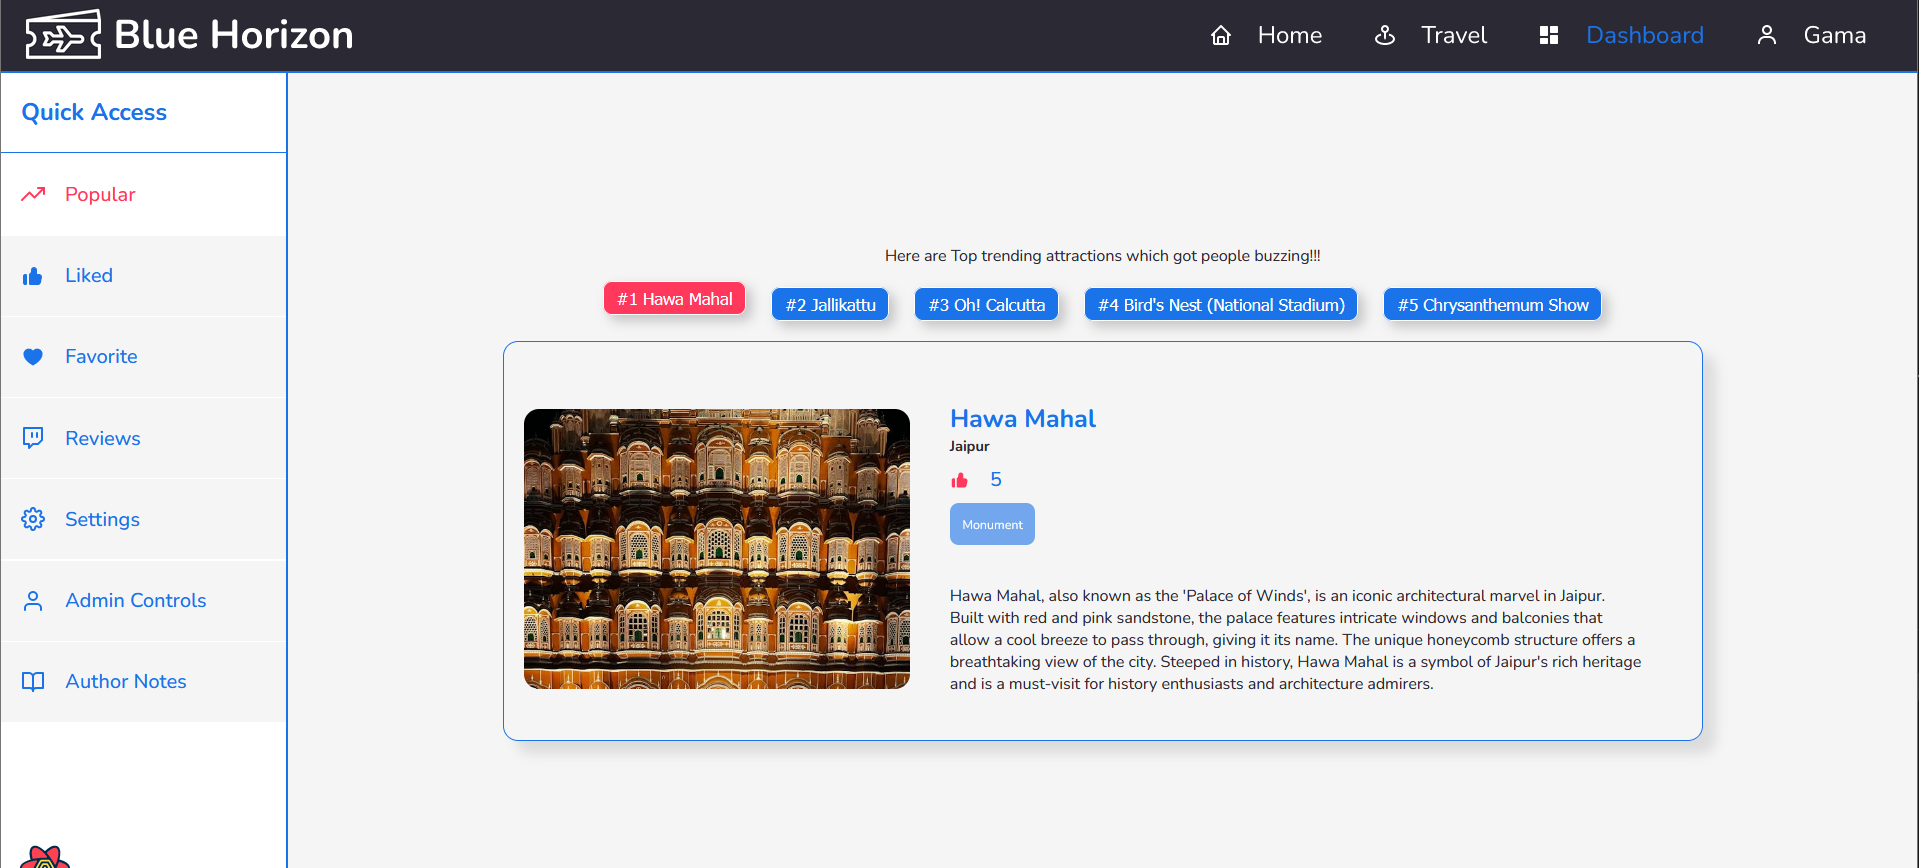 Blue Horizon
Home
Travel
Dashboard
Gama
Quick Access
Popular
Liked
Favorite
Reviews
Settings
Admin Controls
Author Notes
Here are Top trending attractions which got people buzzing!!!
#1 Hawa Mahal
#2 Jallikattu
#3 Oh! Calcutta
#4 Bird's Nest (National Stadium)
#5 Chrysanthemum Show
Hawa Mahal
Jaipur
5
Monument
Hawa Mahal, also known as the 'Palace of Winds', is an iconic architectural marvel in Jaipur.
Built with red and pink sandstone, the palace features intricate windows and balconies that
allow a cool breeze to pass through, giving it its name. The unique honeycomb structure offers a
breathtaking view of the city. Steeped in history, Hawa Mahal is a symbol of Jaipur's rich heritage
and is a must-visit for history enthusiasts and architecture admirers.